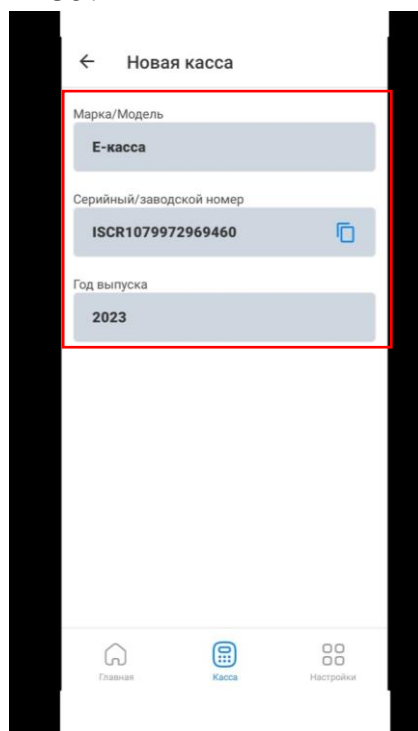 Новая касса
Марка/Модель
Е-касса
Серийный/заводской номер
ISCR1079972969460
Год выпуска
2023
Главная
Касса
Настройки